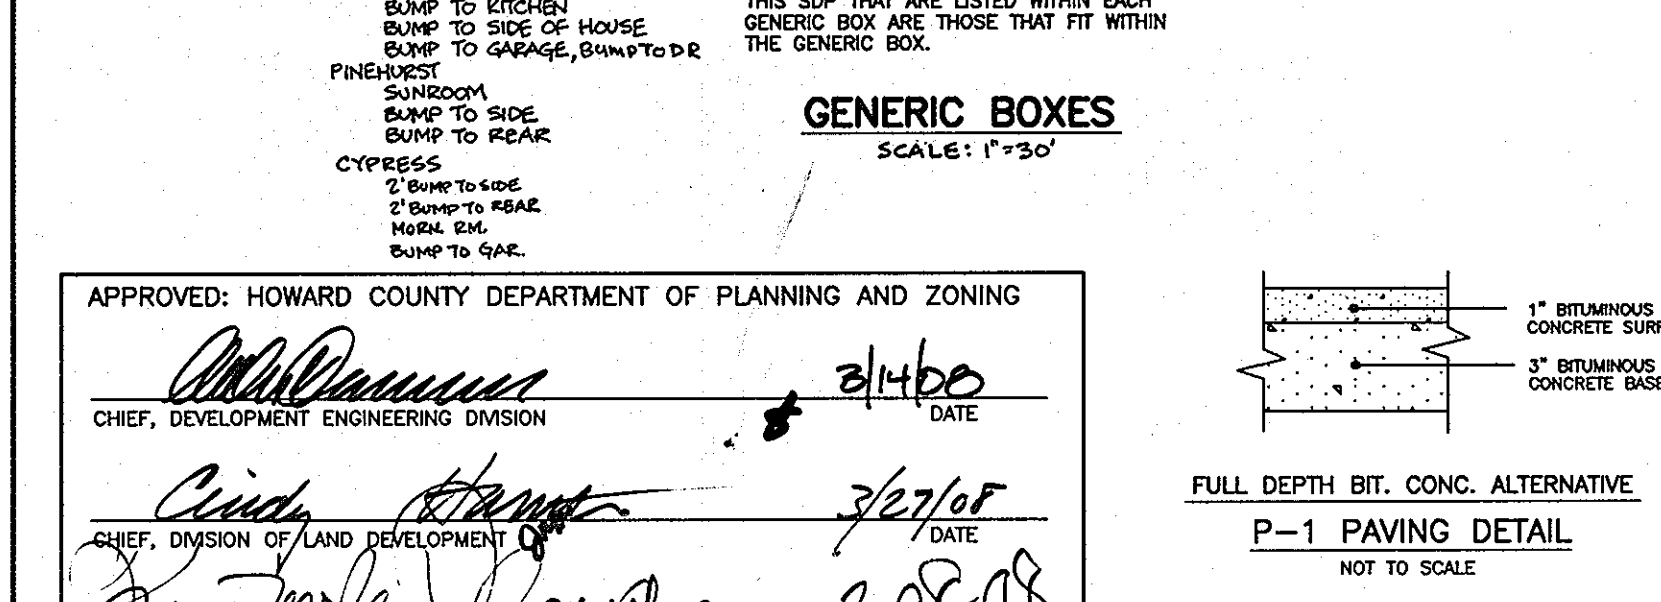 BUMP TO KITCHEN
BUMP TO SIDE OF HOUSE
BUMP TO GARAGE, BUMP TO DR
PINEHURST
SUNROOM
BUMP TO SIDE
BUMP TO REAR
CYPRESS
2' BUMP TO SIDE
2' BUMP TO REAR
MORN. RM.
BUMP TO GAR.
THIS SDP THAT ARE LISTED WITHIN EACH
GENERIC BOX ARE THOSE THAT FIT WITHIN
THE GENERIC BOX.
GENERIC BOXES
SCALE: 1"=30'
APPROVED: HOWARD COUNTY DEPARTMENT OF PLANNING AND ZONING
3/14/08
CHIEF, DEVELOPMENT ENGINEERING DIVISION
DATE
Cindy
3/27/08
CHIEF, DIVISION OF LAND DEVELOPMENT
DATE
1" BITUMINOUS
CONCRETE SURF
3" BITUMINOUS
CONCRETE BASE
FULL DEPTH BIT. CONC. ALTERNATIVE
P-1 PAVING DETAIL
NOT TO SCALE